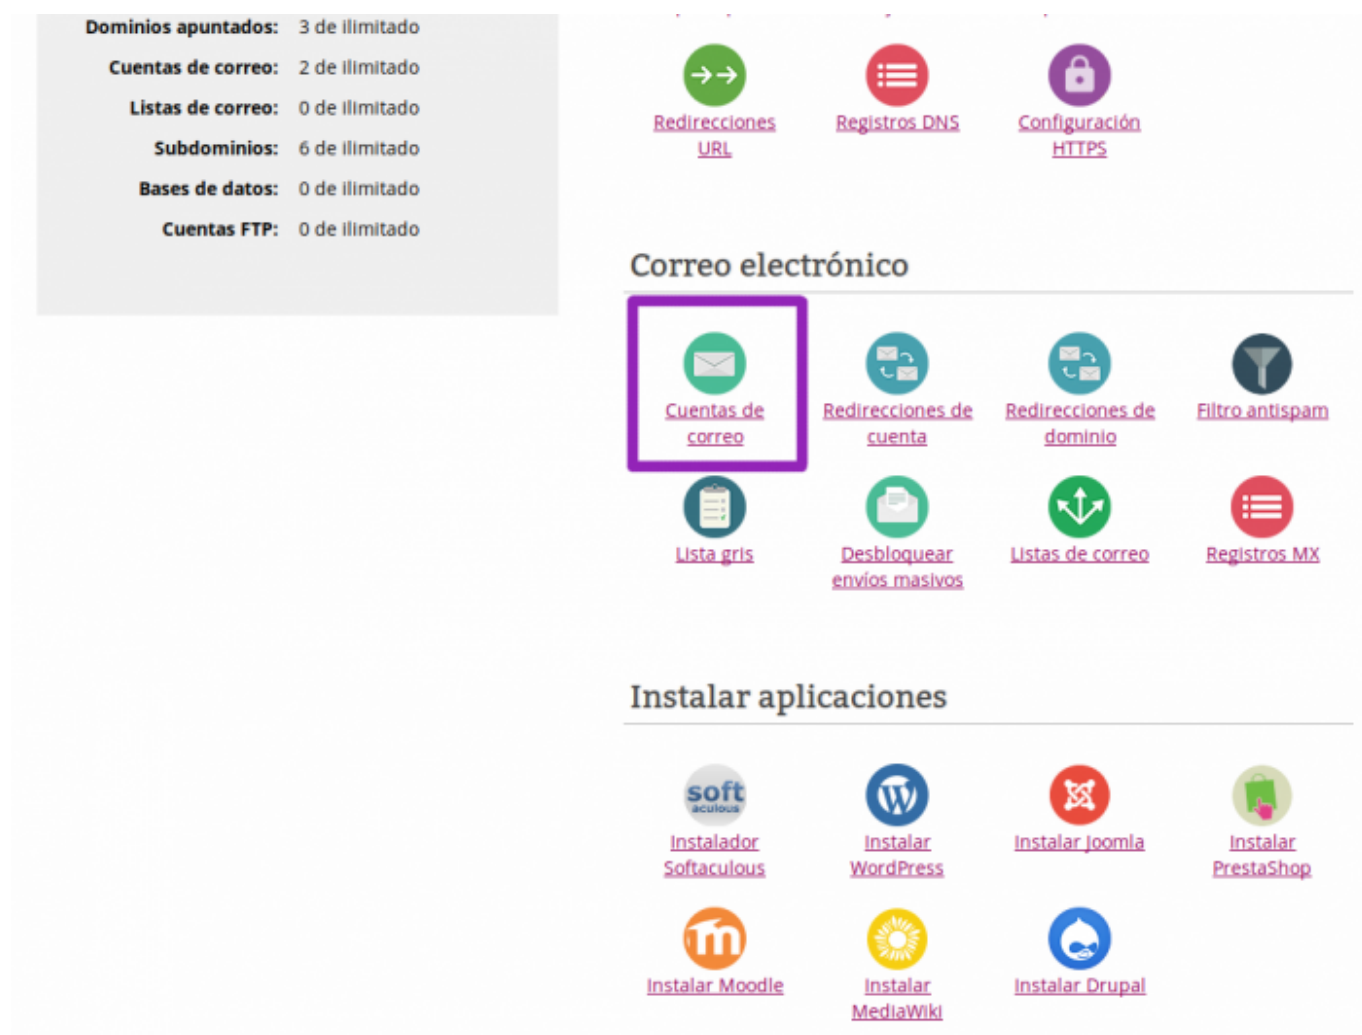 Dominios apuntados: 3 de ilimitado
Cuentas de correo: 2 de ilimitado
Listas de correo: 0 de ilimitado
Subdominios: 6 de ilimitado
Bases de datos: 0 de ilimitado
Cuentas FTP: 0 de ilimitado
Redirecciones URL
Registros DNS
Configuración HTTPS
Correo electrónico
Cuentas de correo
Redirecciones de cuenta
Redirecciones de dominio
Filtro antispam
Lista gris
Desbloquear envíos masivos
Listas de correo
Registros MX
Instalar aplicaciones
soft
aculous
Instalador Softaculous
Instalar WordPress
Instalar Joomla
Instalar PrestaShop
Instalar Moodle
Instalar MediaWiki
Instalar Drupal